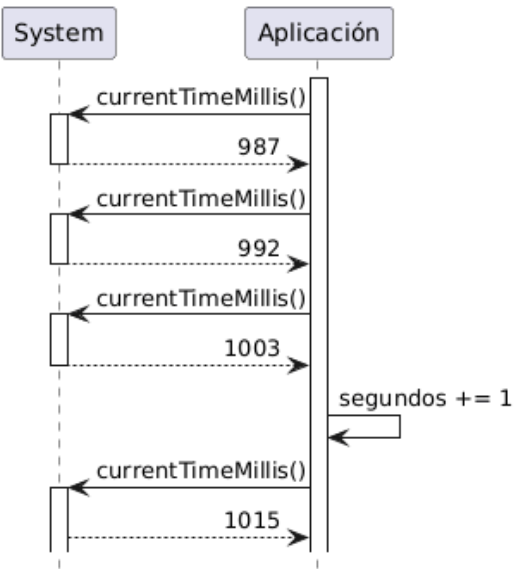 System
Aplicación
currentTimeMillis()
987
currentTimeMillis()
992
currentTimeMillis()
1003
segundos += 1
currentTimeMillis()
1015